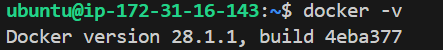 ubuntu@ip-172-31-16-143:~$ docker -v
Docker version 28.1.1, build 4eba377